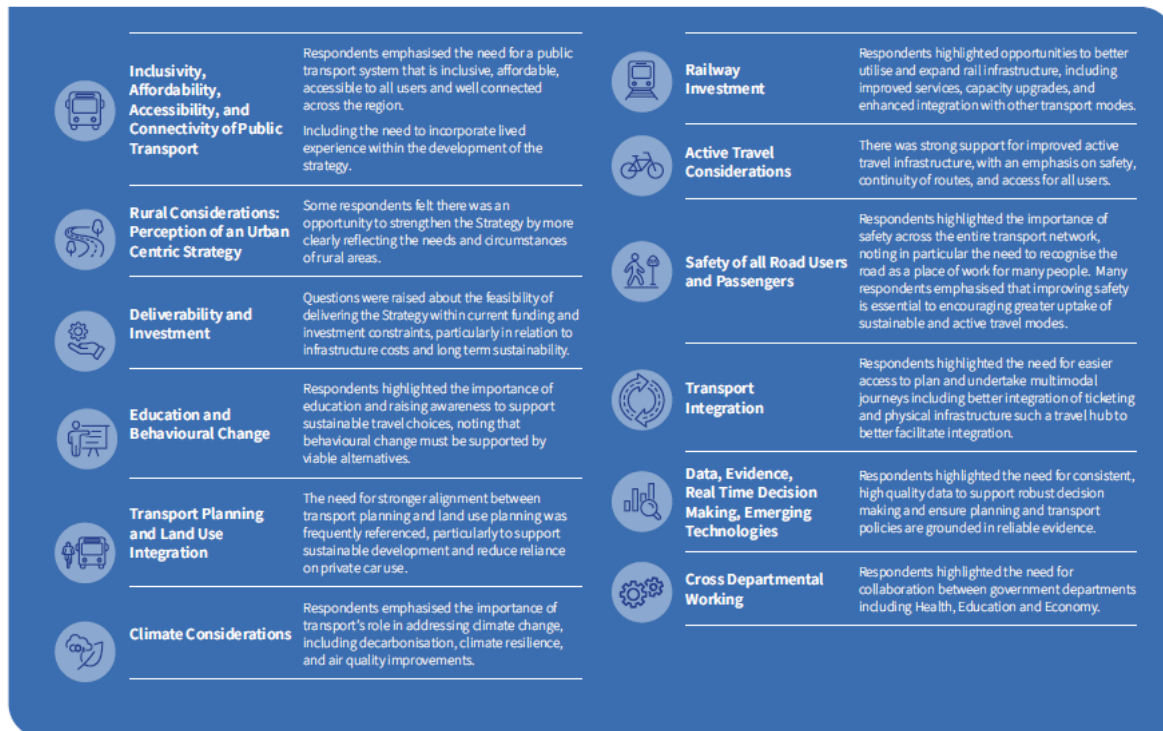 Inclusivity,
Affordability,
Accessibility, and
Connectivity of Public
Transport
Respondents emphasised the need for a public
transport system that is inclusive, affordable,
accessible to all users and well connected
across the region.
Including the need to incorporate lived
experience within the development of the
strategy.
Rural Considerations:
Perception of an Urban
Centric Strategy
Some respondents felt there was an
opportunity to strengthen the Strategy by more
clearly reflecting the needs and circumstances
of rural areas.
Deliverability and
Investment
Questions were raised about the feasibility of
delivering the Strategy within current funding and
investment constraints, particularly in relation to
infrastructure costs and long term sustainability.
Education and
Behavioural Change
Respondents highlighted the importance of
education and raising awareness to support
sustainable travel choices, noting that
behavioural change must be supported by
viable alternatives.
Transport Planning
and Land Use
Integration
The need for stronger alignment between
transport planning and land use planning was
frequently referenced, particularly to support
sustainable development and reduce reliance
on private car use.
CO₂
Climate Considerations
Respondents emphasised the importance of
transport's role in addressing climate change,
including decarbonisation, climate resilience,
and air quality improvements.
Railway
Investment
Respondents highlighted opportunities to better
utilise and expand rail infrastructure, including
improved services, capacity upgrades, and
enhanced integration with other transport modes.
Active Travel
Considerations
There was strong support for improved active
travel infrastructure, with an emphasis on safety,
continuity of routes, and access for all users.
Safety of all Road Users
and Passengers
Respondents highlighted the importance of
safety across the entire transport network,
noting in particular the need to recognise the
road as a place of work for many people. Many
respondents emphasised that improving safety
is essential to encouraging greater uptake of
sustainable and active travel modes.
Transport
Integration
Respondents highlighted the need for easier
access to plan and undertake multimodal
journeys including better integration of ticketing
and physical infrastructure such a travel hub to
better facilitate integration.
Data, Evidence,
Real Time Decision
Making, Emerging
Technologies
Respondents highlighted the need for consistent,
high quality data to support robust decision
making and ensure planning and transport
policies are grounded in reliable evidence.
Cross Departmental
Working
Respondents highlighted the need for
collaboration between government departments
including Health, Education and Economy.